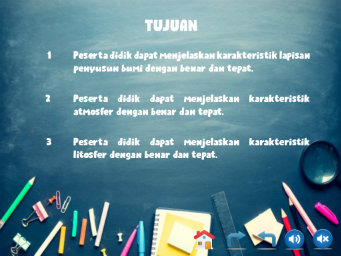 TUJUAN
1 Peserta didik dapat menjelaskan karakteristik lapisan
penyusun bumi dengan benar dan tepat.
2 Peserta didik dapat menjelaskan karakteristik
atmosfer dengan benar dan tepat.
3 Peserta didik dapat menjelaskan karakteristik
litosfer dengan benar dan tepat.